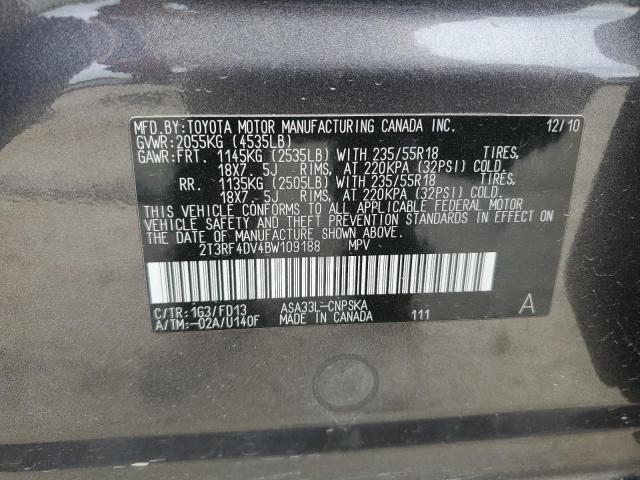 MFD.BY:TOYOTA MOTOR MANUFACTURING CANADA INC. 12/10
GVWR:2055KG (4535LB)
GAWR:FRT. 1145KG (2535LB) WITH 235/55R18 TIRES,
18X7. 5J RIMS, AT 220KPA (32PSI) COLD.
RR. 1135KG (2505LB) WITH 235/55R18 TIRES,
18X7. 5J RIMS, AT 220KPA (32PSI) COLD.
THIS VEHICLE CONFORMS TO ALL APPLICABLE FEDERAL MOTOR
VEHICLE SAFETY AND THEFT PREVENTION STANDARDS IN EFFECT
ON THE DATE OF MANUFACTURE SHOWN ABOVE.
2T3RF4DV4BW109188 MPV
C/TR:1G3/FD13 ASA33L-CNPSKA A
A/TM:-02A/U140F MADE IN CANADA 111